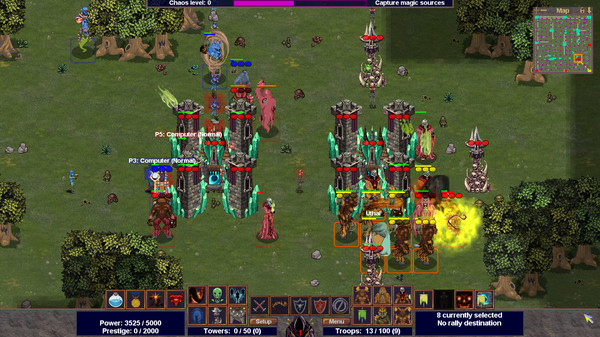 Chaos level: 0
Capture magic sources
Map
P5: Computer (Normal)
P3: Computer (Normal)
Uthar
Setup
Menu
8 currently selected
No rally destination
Power: 3525 / 5000
Prestige: 0 / 2000
Towers: 0 / 50 (0)
Troops: 13 / 100 (9)